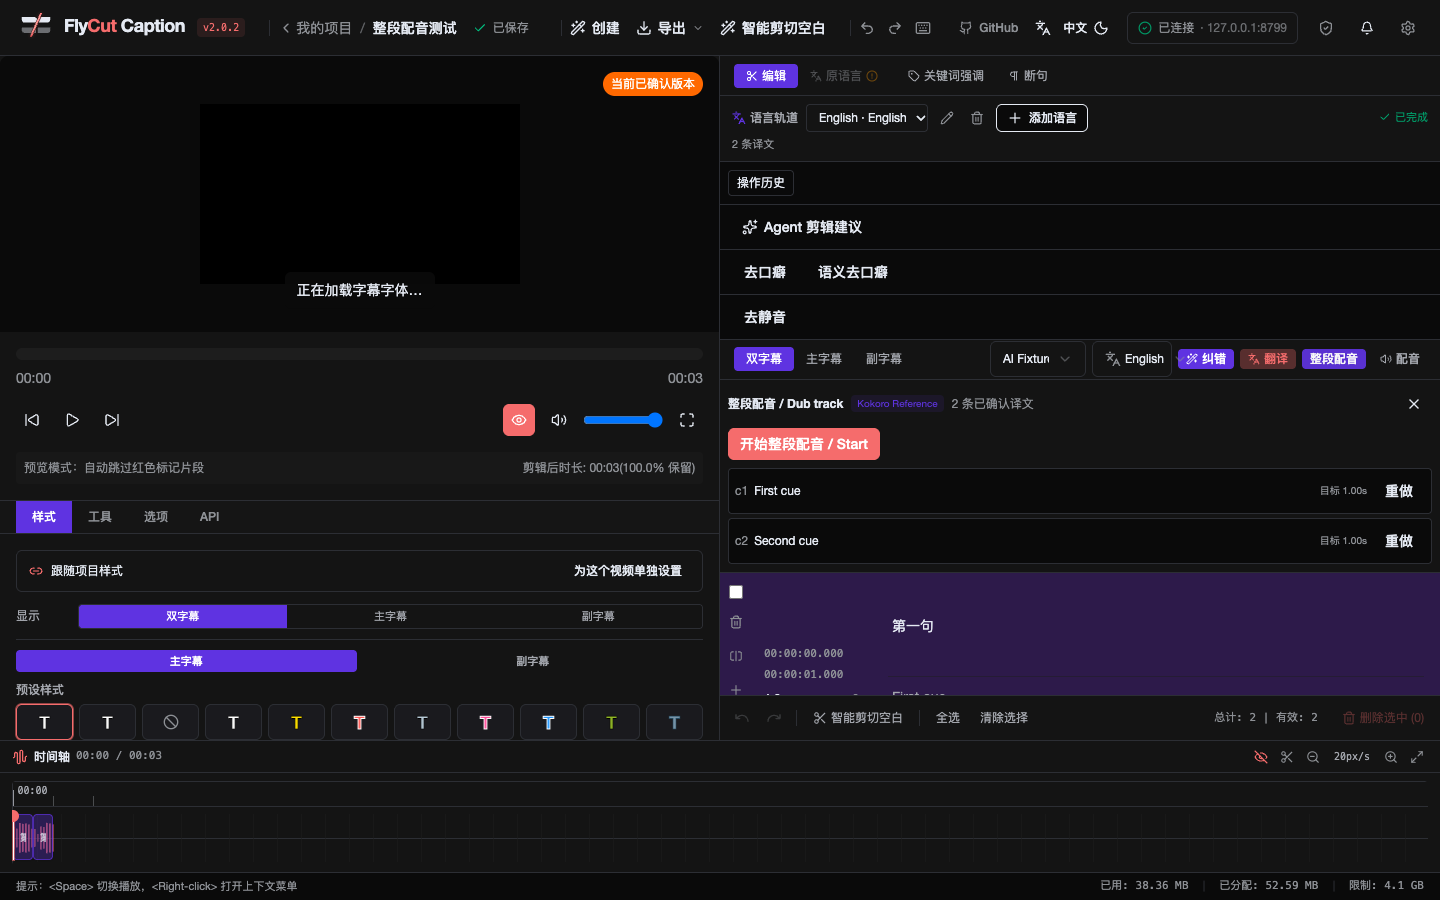 FlyCut Caption v2.0.2 我的项目 / 整段配音测试 已保存 创建 导出 智能剪切空白 GitHub 中文 已连接 · 127.0.0.1:8799
当前已确认版本
正在加载字幕字体...
00:00 00:03
预览模式：自动跳过红色标记片段 剪辑后时长: 00:03(100.0% 保留)
样式 工具 选项 API
跟随项目样式 为这个视频单独设置
显示 双字幕 主字幕 副字幕
主字幕 副字幕
预设样式
T T T T T T T T T T
编辑 原语言 关键词强调 断句
语言轨道 English · English 添加语言 已完成
2 条译文
操作历史
Agent 剪辑建议
去口癖 语义去口癖
去静音
双字幕 主字幕 副字幕 AI Fixtur English 纠错 翻译 整段配音 配音
整段配音 / Dub track Kokoro Reference 2 条已确认译文
开始整段配音 / Start
c1 First cue 目标 1.00s 重做
c2 Second cue 目标 1.00s 重做
第一句
00:00:00.000
00:00:01.000
First cue
智能剪切空白 全选 清除选择 总计: 2 | 有效: 2 删除选中 (0)
时间轴 00:00 / 00:03 20px/s
00:00
提示：<Space> 切换播放，<Right-click> 打开上下文菜单 已用: 38.36 MB 已分配: 52.59 MB 限制: 4.1 GB